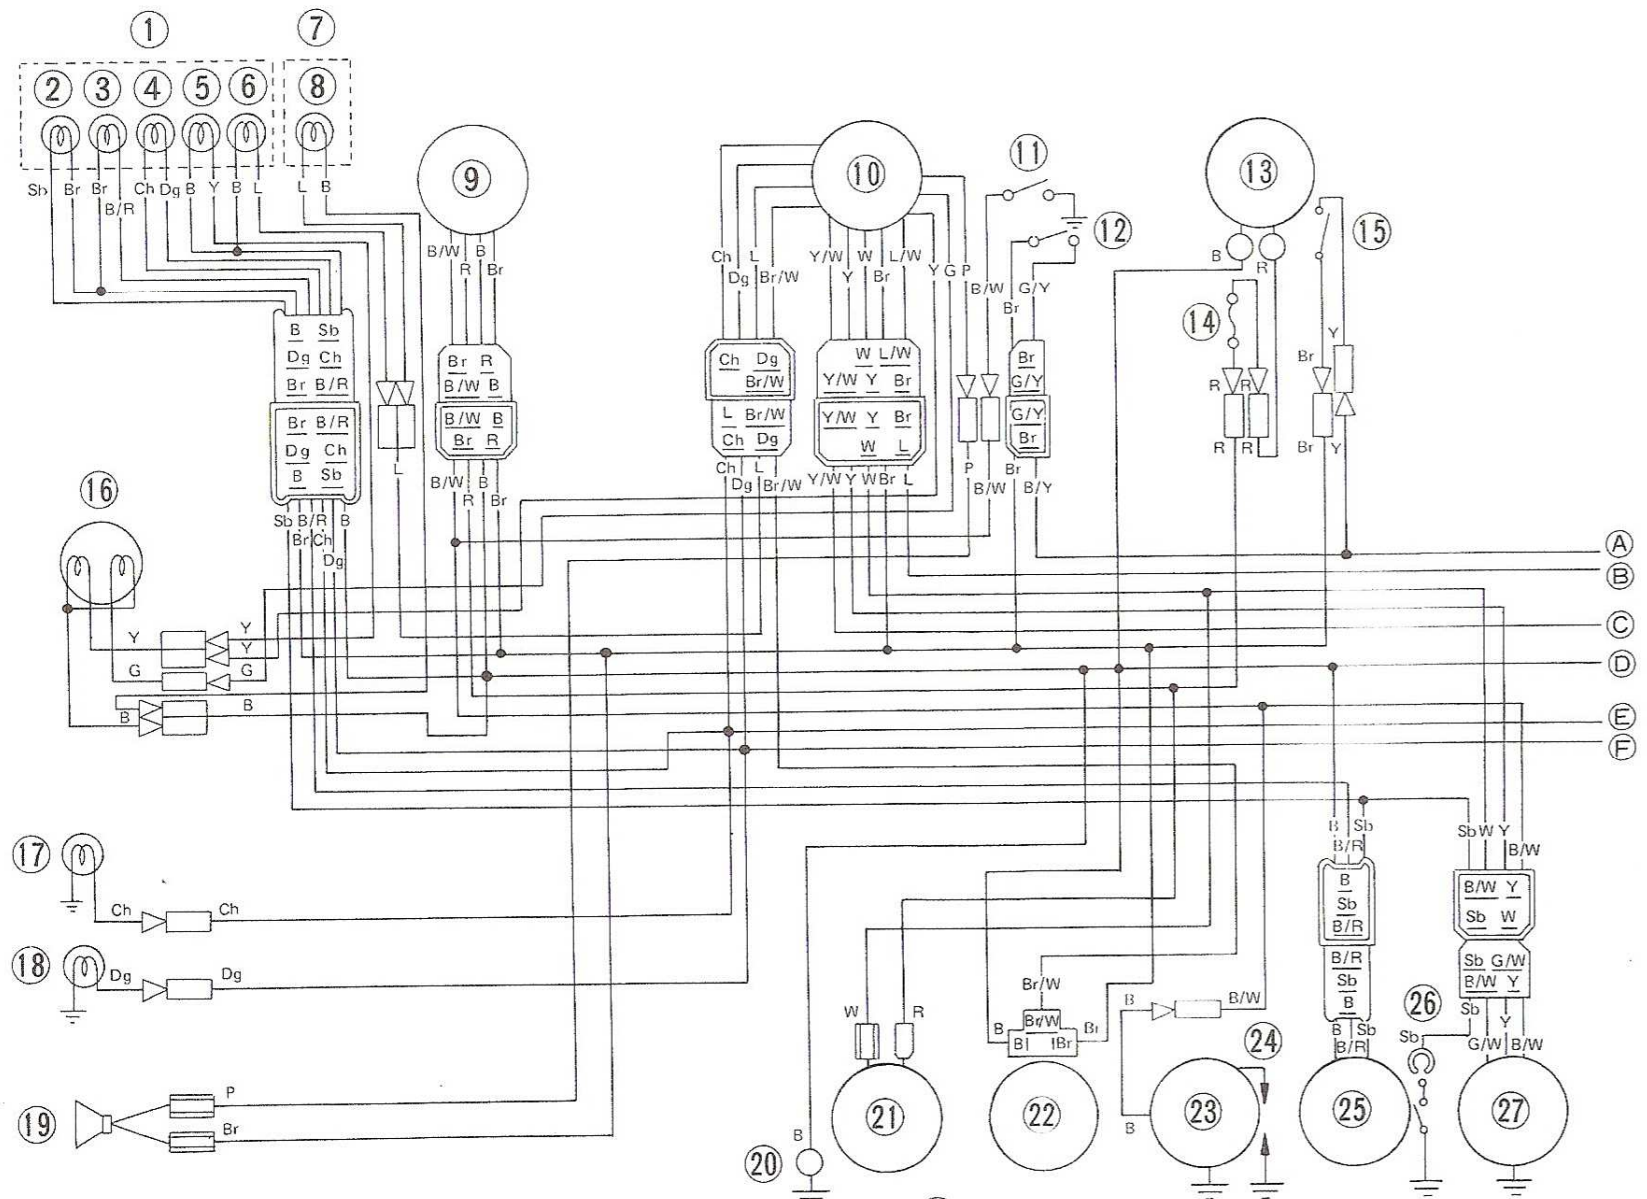 1 7
2 3 4 5 6 8
Sb Br Br B/R Ch Dg B Y B L L B
9
B/W R B Br
10
Ch Dg L Br/W
Y/W Y W Br L/W Y G P
11
12
B/W Br G/Y
13
B R
14
15
Y
B Sb
Dg Ch
Br B/R
Br B/R
Dg Ch
B Sb
Sb B/R B
Br Ch
Dg
L
Br R
B/W B
B/W B
Br R
B/W R B Br
Ch Dg
Br/W
L Br/W
Ch Dg
Ch Dg L Br/W
W L/W
Y/W Y Br
Y/W Y Br
W L
Y/W Y W Br L
P B/W
Br
G/Y
G/Y
Br
Br B/Y
R R
R R
Br
Br Y
A
B
C
D
E
F
16
Y Y
Y
G G
B B
17
Ch Ch
18
Dg Dg
19
P
Br
20
B
21
W R
22
Br/W
B Br/W Br
B Br
23
B B/W
B
24
25
B Sb
B/R
B
Sb
B/R
B/R
Sb
B
B Sb
B/R
26
Sb
27
Sb W Y
B/W
B/W Y
Sb W
Sb G/W
B/W Y
Sb Y
G/W B/W